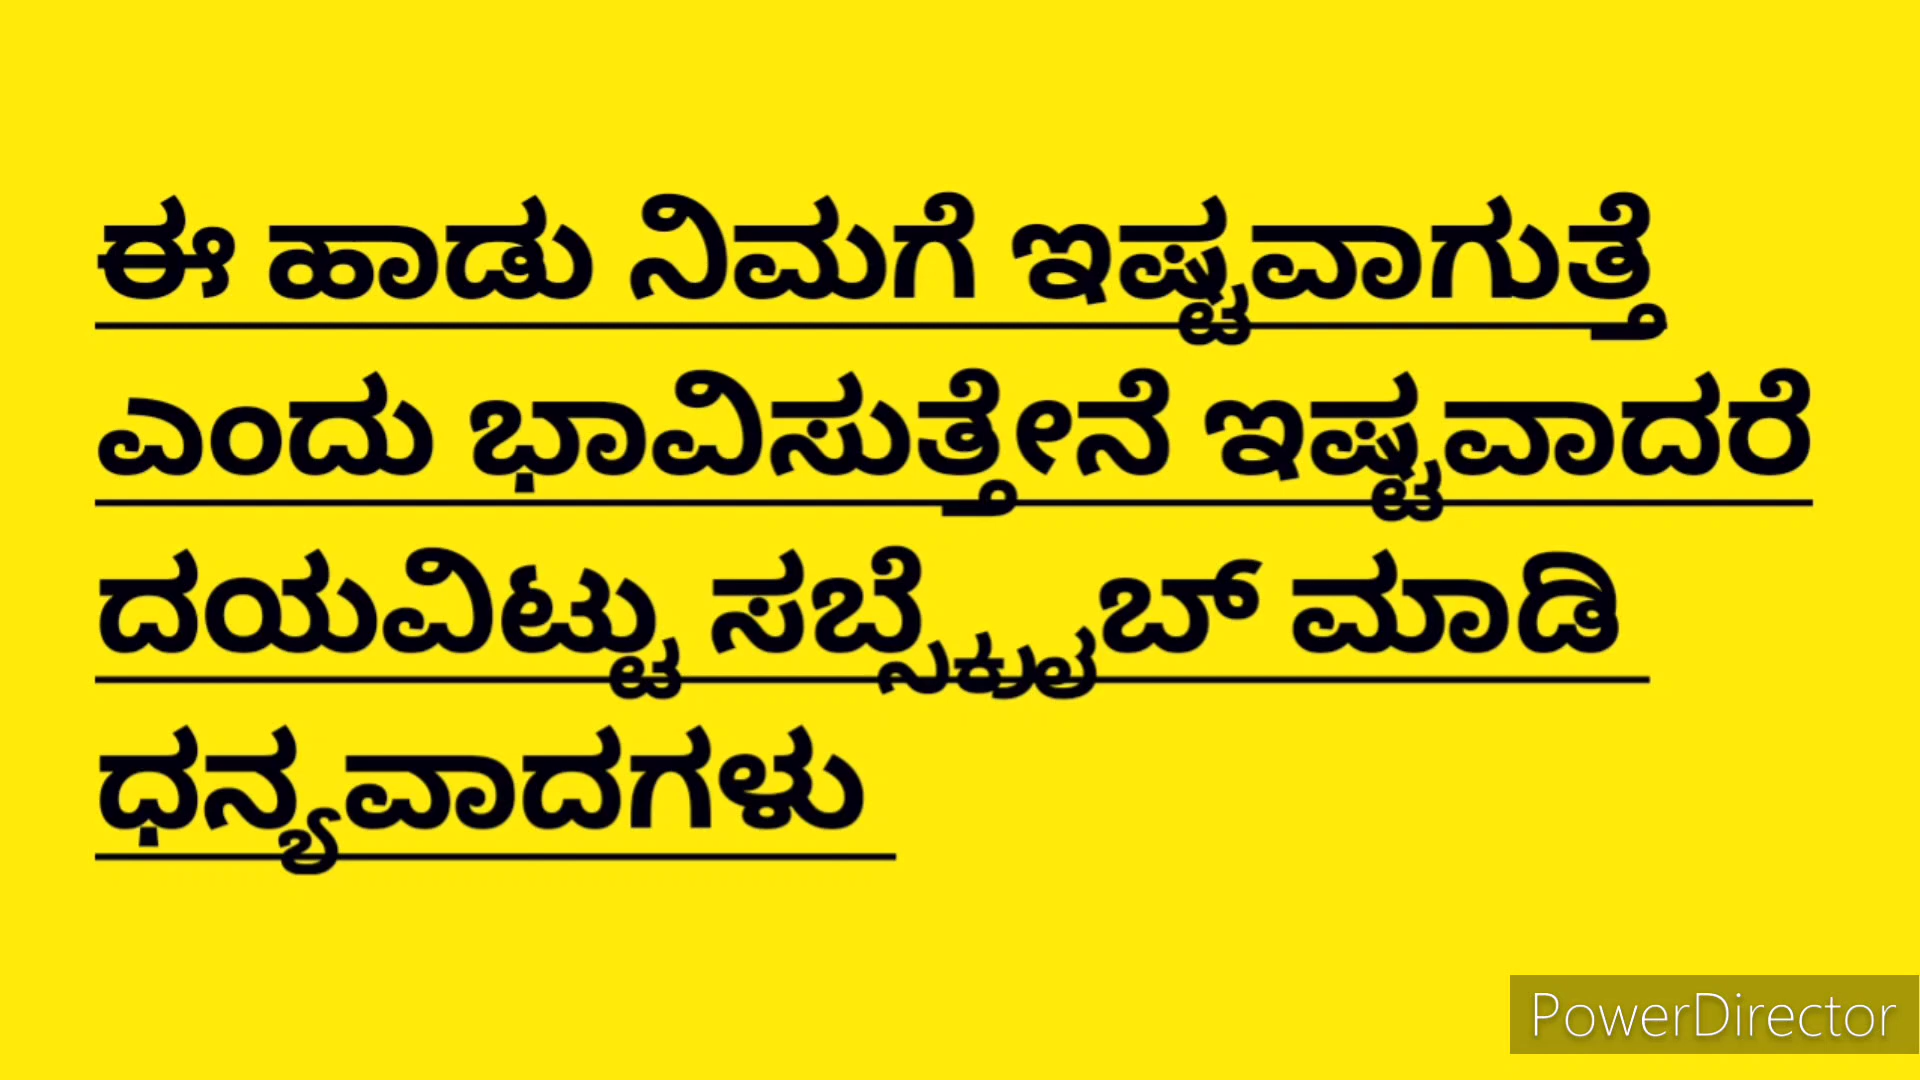 ಈ ಹಾಡು ನಿಮಗೆ ಇಷ್ಟವಾಗುತ್ತೆ
ಎಂದು ಭಾವಿಸುತ್ತೇನೆ ಇಷ್ಟವಾದರೆ
ದಯವಿಟ್ಟು ಸಬ್ಸ್ಕ್ರೈಬ್ ಮಾಡಿ
ಧನ್ಯವಾದಗಳು
PowerDirector